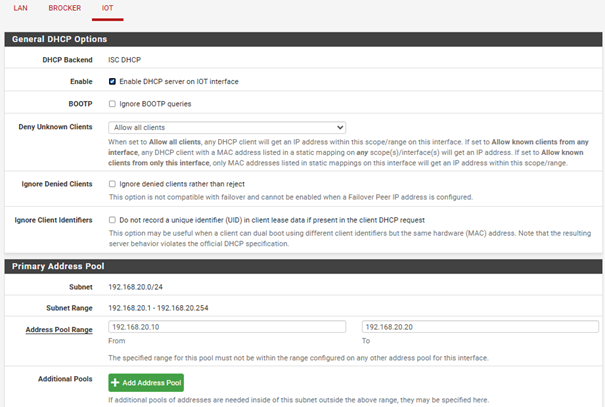 LAN BROCKER IOT
General DHCP Options
DHCP Backend ISC DHCP
Enable Enable DHCP server on IOT interface
BOOTP Ignore BOOTP queries
Deny Unknown Clients Allow all clients
When set to Allow all clients, any DHCP client will get an IP address within this scope/range on this interface. If set to Allow known clients from any
interface, any DHCP client with a MAC address listed in a static mapping on any scope(s)/interface(s) will get an IP address. If set to Allow known
clients from only this interface, only MAC addresses listed in static mappings on this interface will get an IP address within this scope/range.
Ignore Denied Clients Ignore denied clients rather than reject
This option is not compatible with failover and cannot be enabled when a Failover Peer IP address is configured.
Ignore Client Identifiers Do not record a unique identifier (UID) in client lease data if present in the client DHCP request
This option may be useful when a client can dual boot using different client identifiers but the same hardware (MAC) address. Note that the resulting
server behavior violates the official DHCP specification.
Primary Address Pool
Subnet 192.168.20.0/24
Subnet Range 192.168.20.1 - 192.168.20.254
Address Pool Range 192.168.20.10 192.168.20.20
From To
The specified range for this pool must not be within the range configured on any other address pool for this interface.
Additional Pools + Add Address Pool
If additional pools of addresses are needed inside of this subnet outside the above range, they may be specified here.